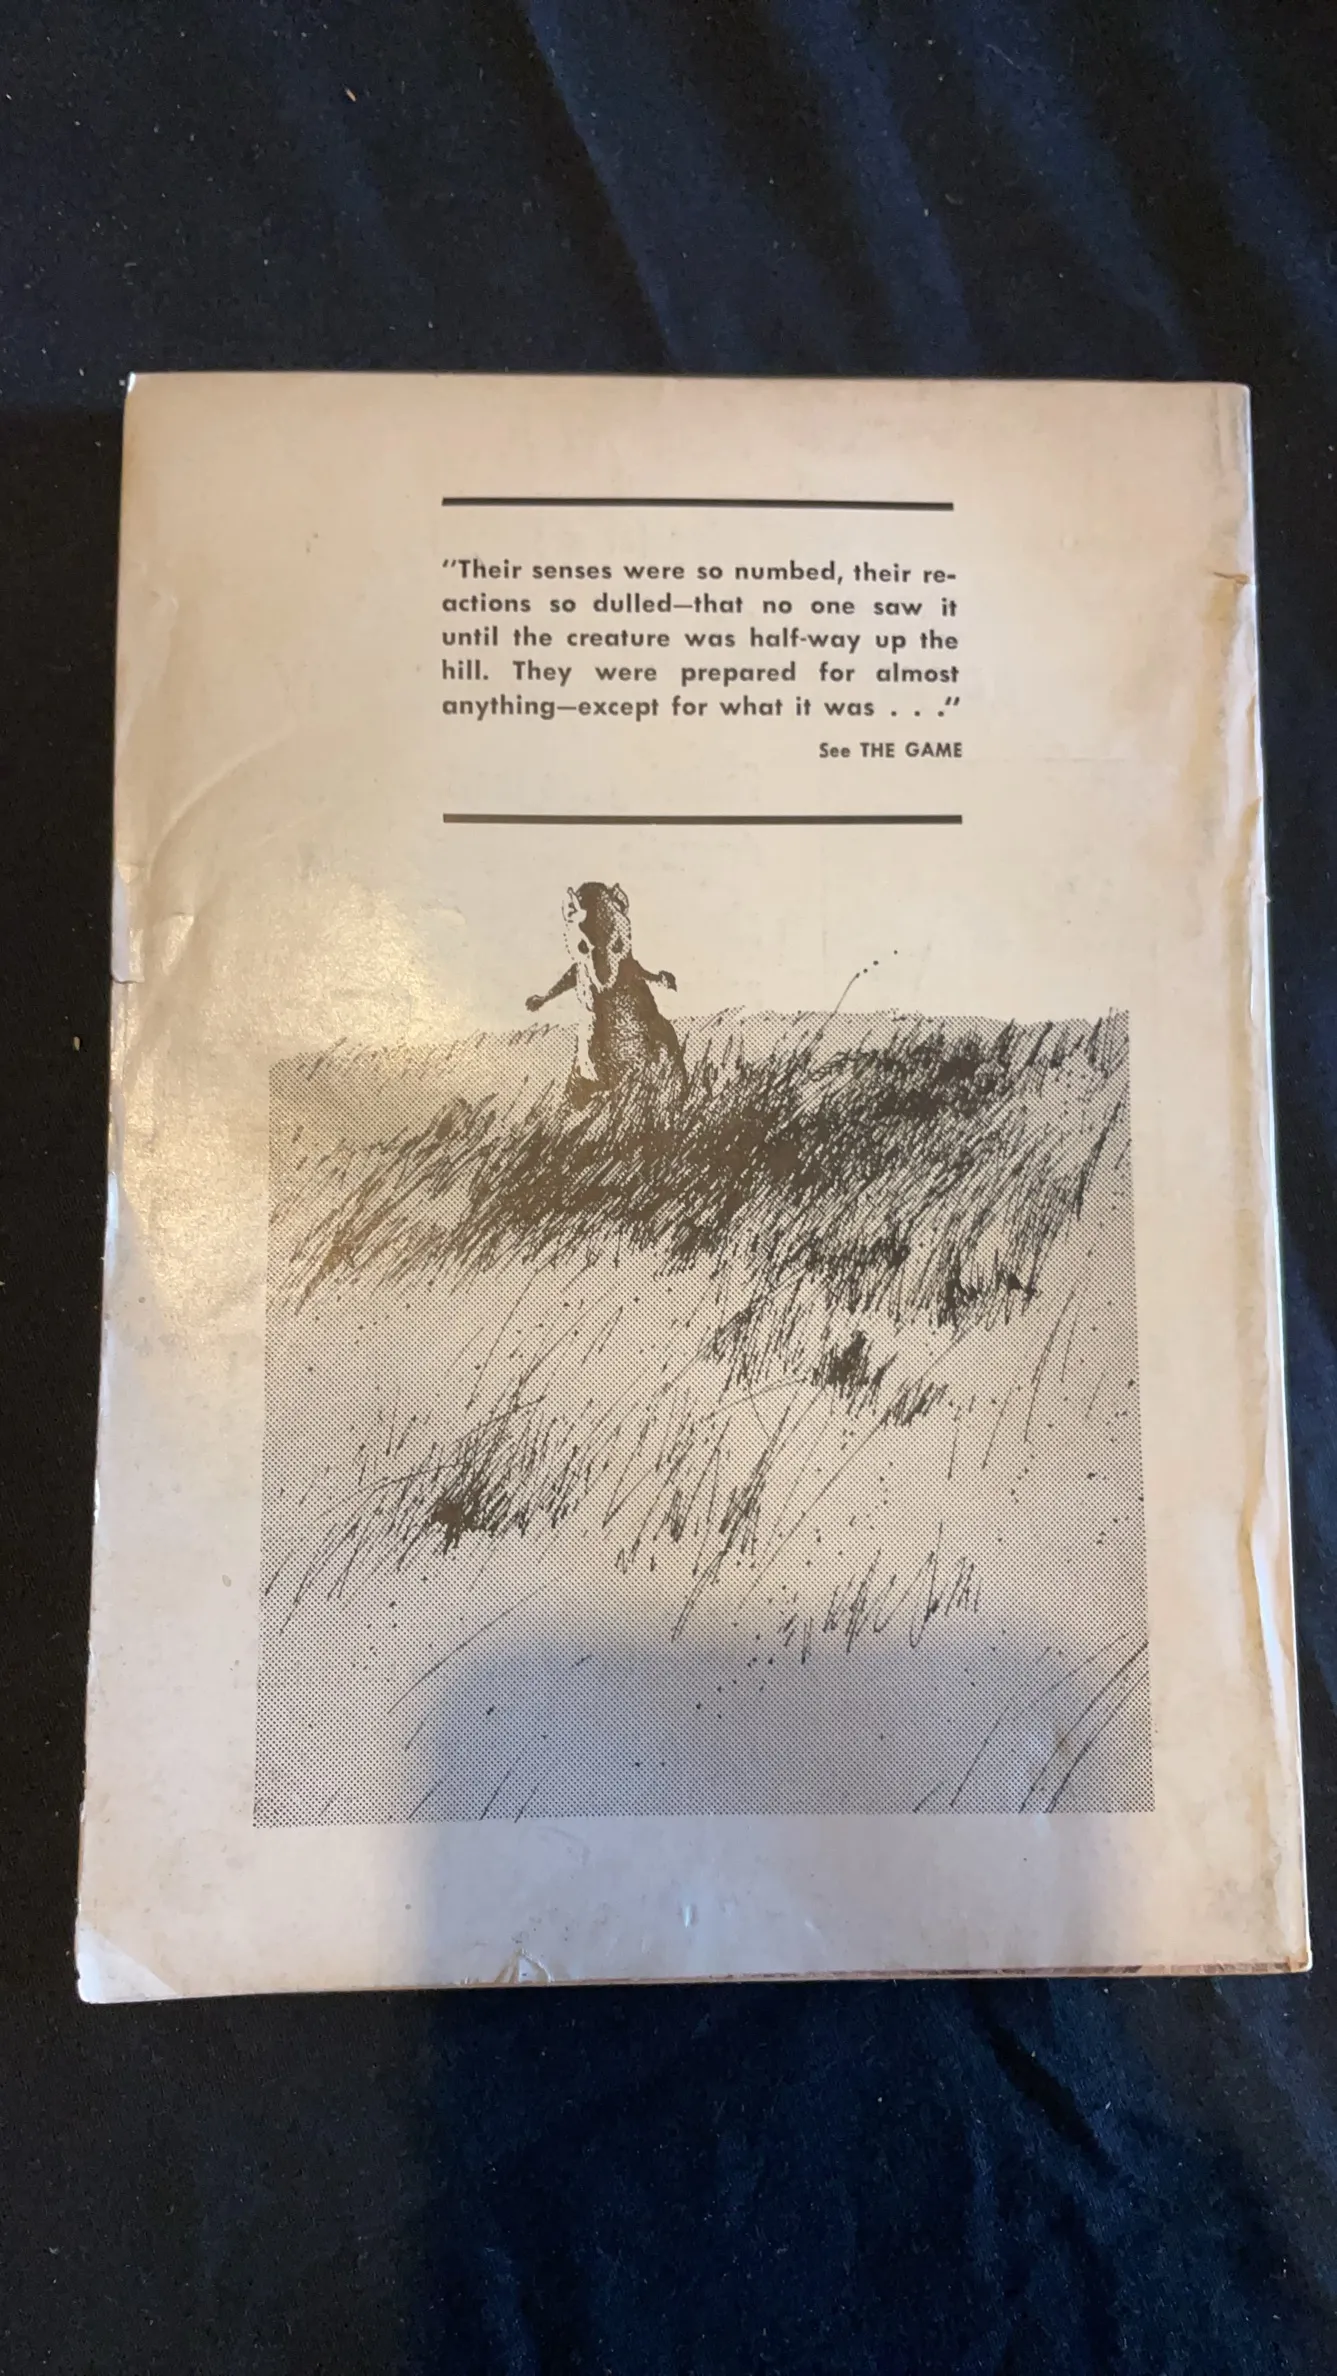 “Their senses were so numbed, their re-
actions so dulled—that no one saw it
until the creature was half-way up the
hill. They were prepared for almost
anything—except for what it was . . .”
See THE GAME